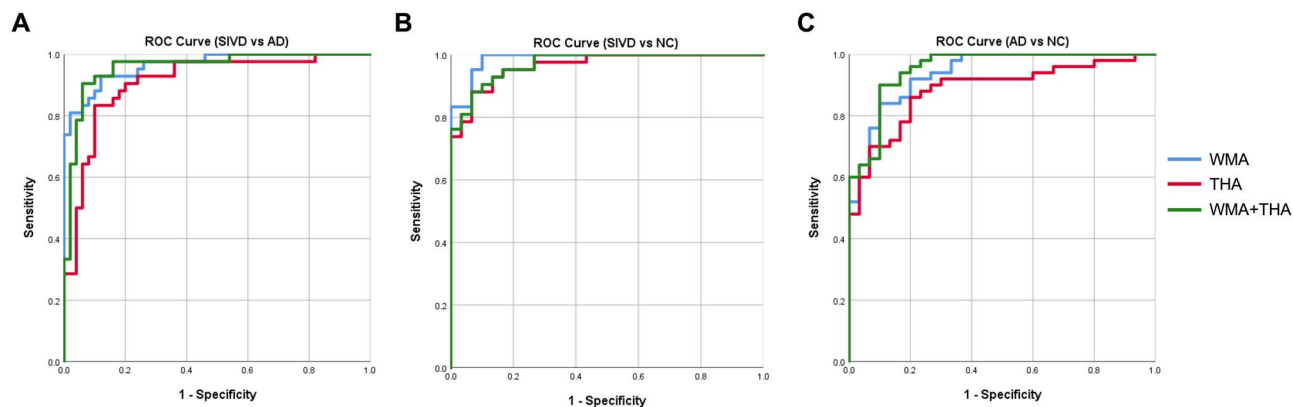 A
ROC Curve (SIVD vs AD)
Sensitivity
1.0
0.8
0.6
0.4
0.2
0.0
0.0 0.2 0.4 0.6 0.8 1.0
1 - Specificity
B
ROC Curve (SIVD vs NC)
Sensitivity
1.0
0.8
0.6
0.4
0.2
0.0
0.0 0.2 0.4 0.6 0.8 1.0
1 - Specificity
C
ROC Curve (AD vs NC)
Sensitivity
1.0
0.8
0.6
0.4
0.2
0.0
0.0 0.2 0.4 0.6 0.8 1.0
1 - Specificity
WMA
THA
WMA+THA